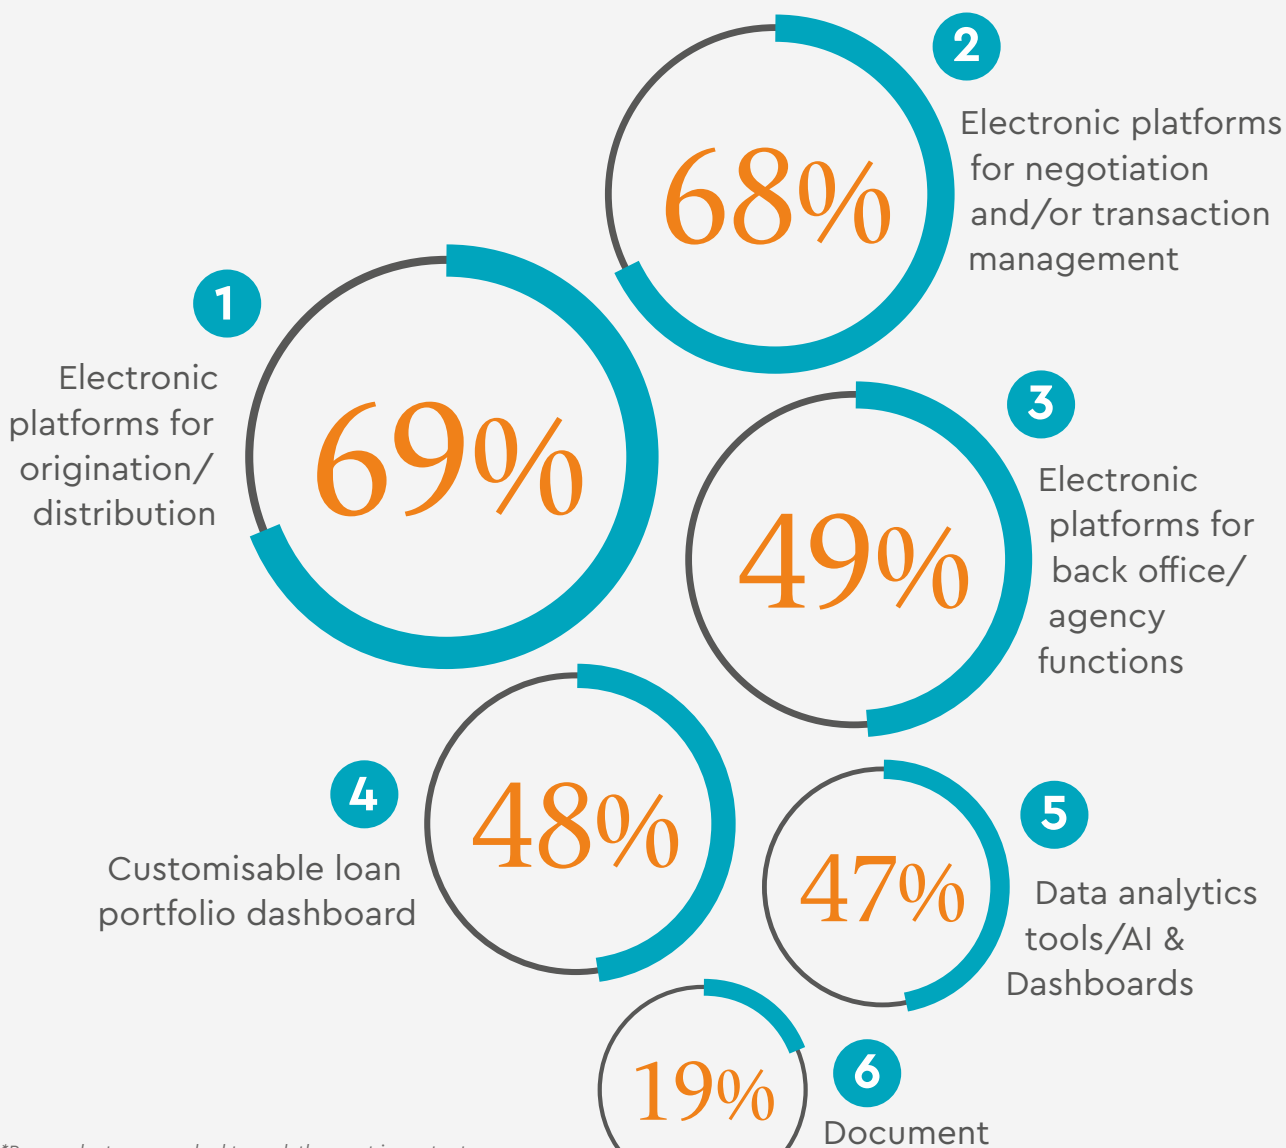 1
Electronic
platforms for
origination/
distribution
69%
2
Electronic platforms
for negotiation
and/or transaction
management
68%
3
Electronic
platforms for
back office/
agency
functions
49%
4
Customisable loan
portfolio dashboard
48%
5
Data analytics
tools/AI &
Dashboards
47%
6
Document
19%